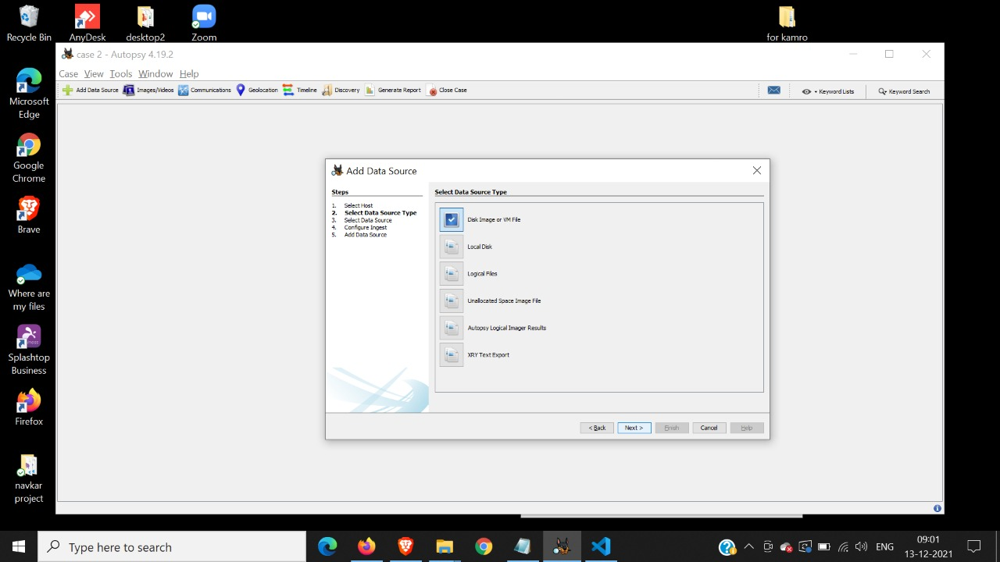 Recycle Bin
AnyDesk
desktop2
Zoom
for kamro
case 2 - Autopsy 4.19.2
Case View Tools Window Help
Add Data Source Images/Videos Communications Geolocation Timeline Discovery Generate Report Close Case Keyword Lists Keyword Search
Microsoft
Edge
Google
Chrome
Brave
Where are
my files
Splashtop
Business
Firefox
navkar
project
Add Data Source
Steps
1. Select Host
2. Select Data Source Type
3. Select Data Source
4. Configure Ingest
5. Add Data Source
Select Data Source Type
Disk Image or VM File
Local Disk
Logical Files
Unallocated Space Image File
Autopsy Logical Imager Results
XRY Text Export
< Back Next > Finish Cancel Help
Type here to search
ENG
09:01
13-12-2021